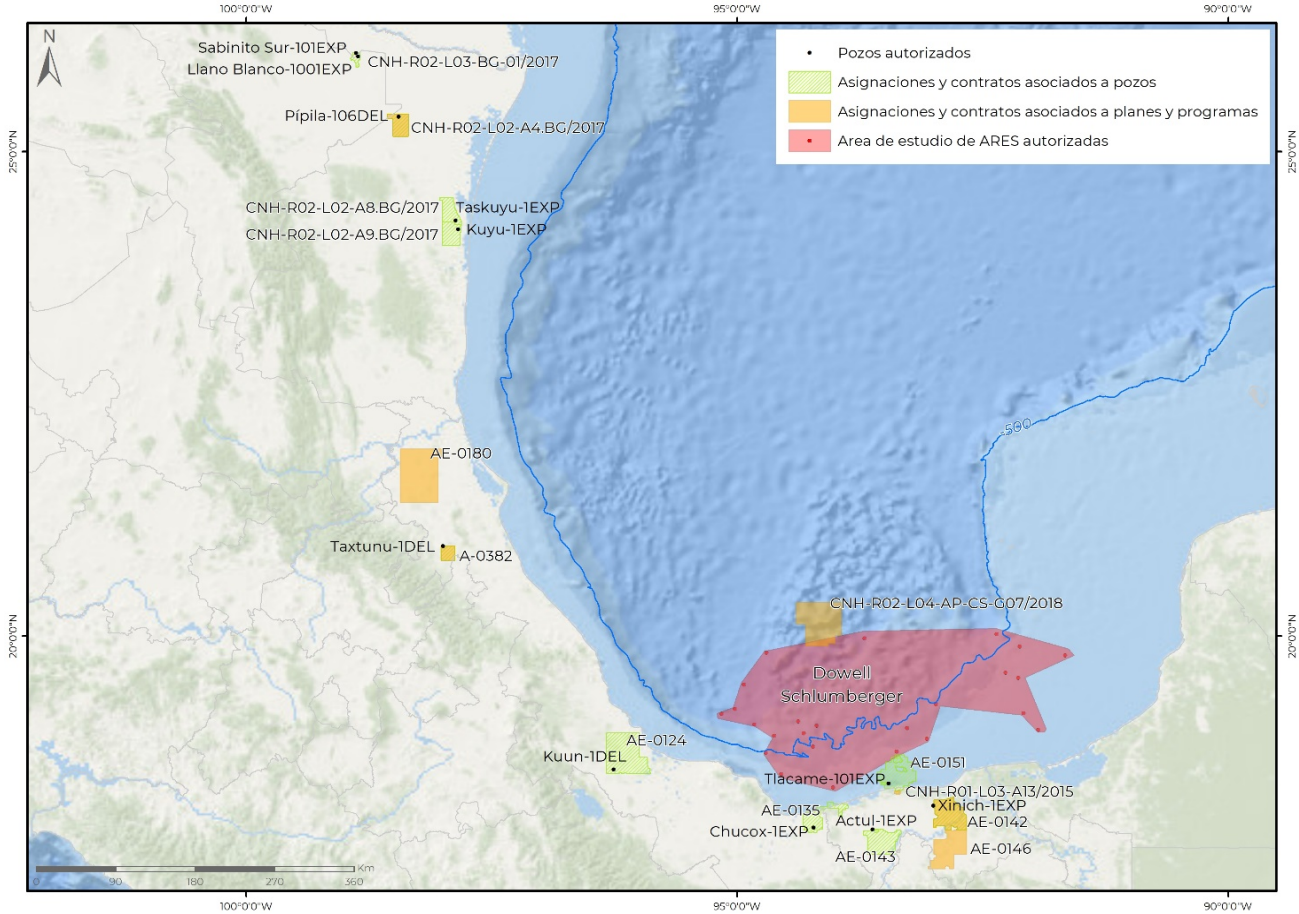 100°0'0"W
95°0'0"W
90°0'0"W
N
Sabinito Sur-101EXP
Llano Blanco-1001EXP
CNH-R02-L03-BG-01/2017
Pozos autorizados
Asignaciones y contratos asociados a pozos
Asignaciones y contratos asociados a planes y programas
Area de estudio de ARES autorizadas
Pípila-106DEL
CNH-R02-L02-A4.BG/2017
25°0'0"N
25°0'0"N
CNH-R02-L02-A8.BG/2017
Taskuyu-1EXP
CNH-R02-L02-A9.BG/2017
Kuyu-1EXP
-500
AE-0180
Taxtunu-1DEL
A-0382
CNH-R02-L04-AP-CS-G07/2018
20°0'0"N
20°0'0"N
Dowell
Schlumberger
AE-0124
Kuun-1DEL
AE-0151
Tlacame-101EXP
CNH-R01-L03-A13/2015
Xinich-1EXP
AE-0135
Actul-1EXP
AE-0142
Chucox-1EXP
AE-0143
AE-0146
Km
0 90 180 270 360
100°0'0"W
95°0'0"W
90°0'0"W